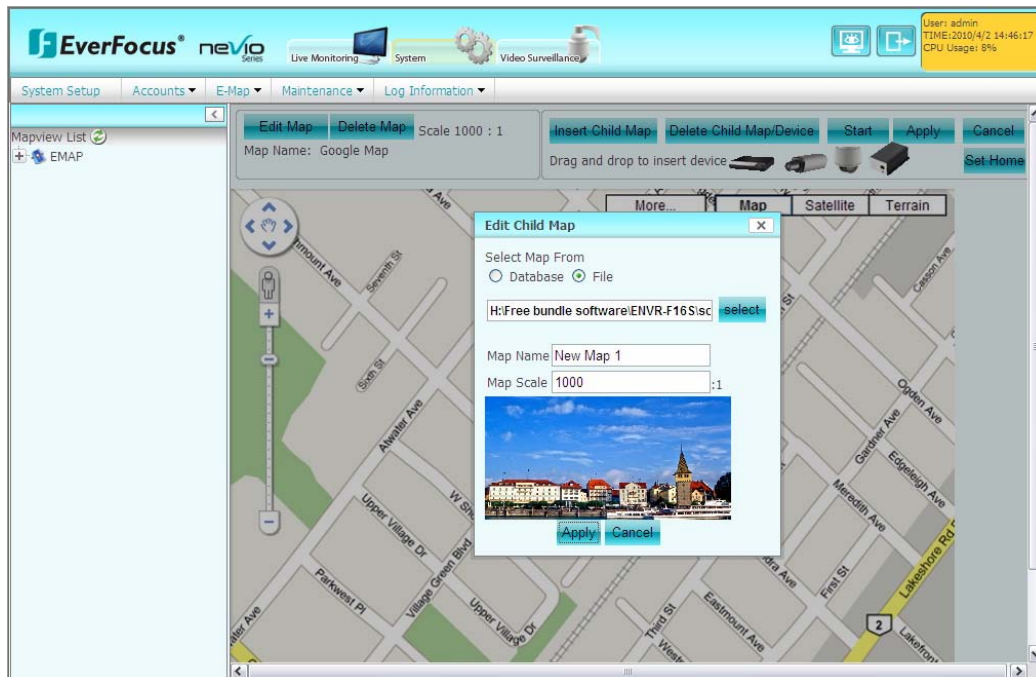 EverFocus® nevio Series
Live Monitoring System Video Surveillance
User: admin
TIME:2010/4/2 14:46:17
CPU Usage: 8%
System Setup Accounts E-Map Maintenance Log Information
Mapview List
EMAP
Edit Map Delete Map Scale 1000 : 1
Map Name: Google Map
Insert Child Map Delete Child Map/Device Start Apply Cancel
Drag and drop to insert device
Set Home
More... Map Satellite Terrain
Edit Child Map
Select Map From
Database File
H:\Free bundle software\ENVR-F16S\sc select
Map Name New Map 1
Map Scale 1000 :1
Apply Cancel
Ave
Seventh St
Sixth St
Atwater Ave
Upper Village Dr
Village Green Blvd
Parkwest Pl
Upper Village Dr
Third St
Eastmount Ave
First St
Meredith Ave
Gardner Ave
Edgeleigh Ave
Ogden Ave
Casson Ave
Lakeshore Rd
2